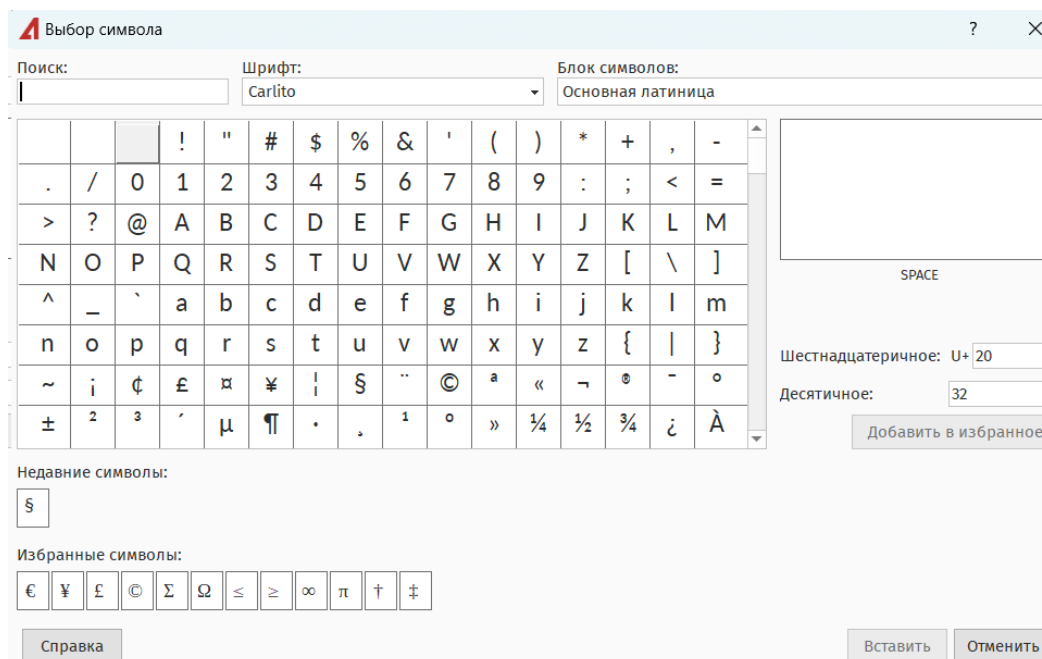 Выбор символа ?
Поиск: Шрифт: Блок символов:
Carlito Основная латиница
! " # $ % & ' ( ) * + , -
. / 0 1 2 3 4 5 6 7 8 9 : ; < =
> ? @ A B C D E F G H I J K L M
N O P Q R S T U V W X Y Z [ \ ]
^ _ ` a b c d e f g h i j k l m
n o p q r s t u v w x y z { | }
~ ¡ ¢ £ ¤ ¥ ¦ § ¨ © ª « ¬ ® ¯ °
± ² ³ ´ µ ¶ · ¸ ¹ º » ¼ ½ ¾ ¿ À
SPACE
Шестнадцатеричное: U+ 20
Десятичное: 32
Добавить в избранное
Недавние символы:
§
Избранные символы:
€ ¥ £ © Σ Ω ≤ ≥ ∞ π † ‡
Справка Вставить Отменить